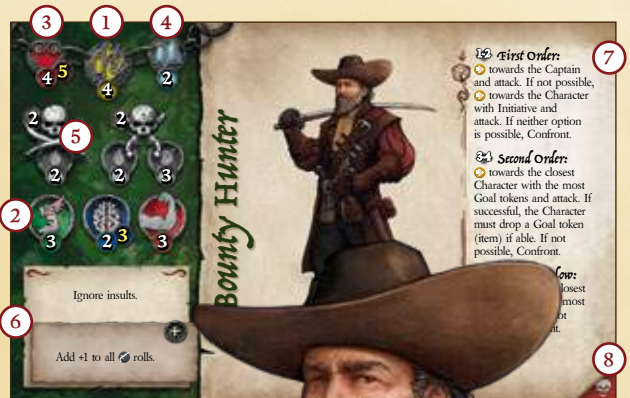 3
1
4
4 5
4
2
7
2
2
5
2
2
3
2
3
2 3
3
Bounty Hunter
Ignore insults.
6
+
Add +1 to all rolls.
1-2 First Order:
towards the Captain
and attack. If not possible,
towards the Character
with Initiative and
attack. If neither option
is possible, Confront.
3-4 Second Order:
towards the closest
Character with the most
Goal tokens and attack. If
successful, the Character
must drop a Goal token
(item) if able. If not
possible, Confront.
8